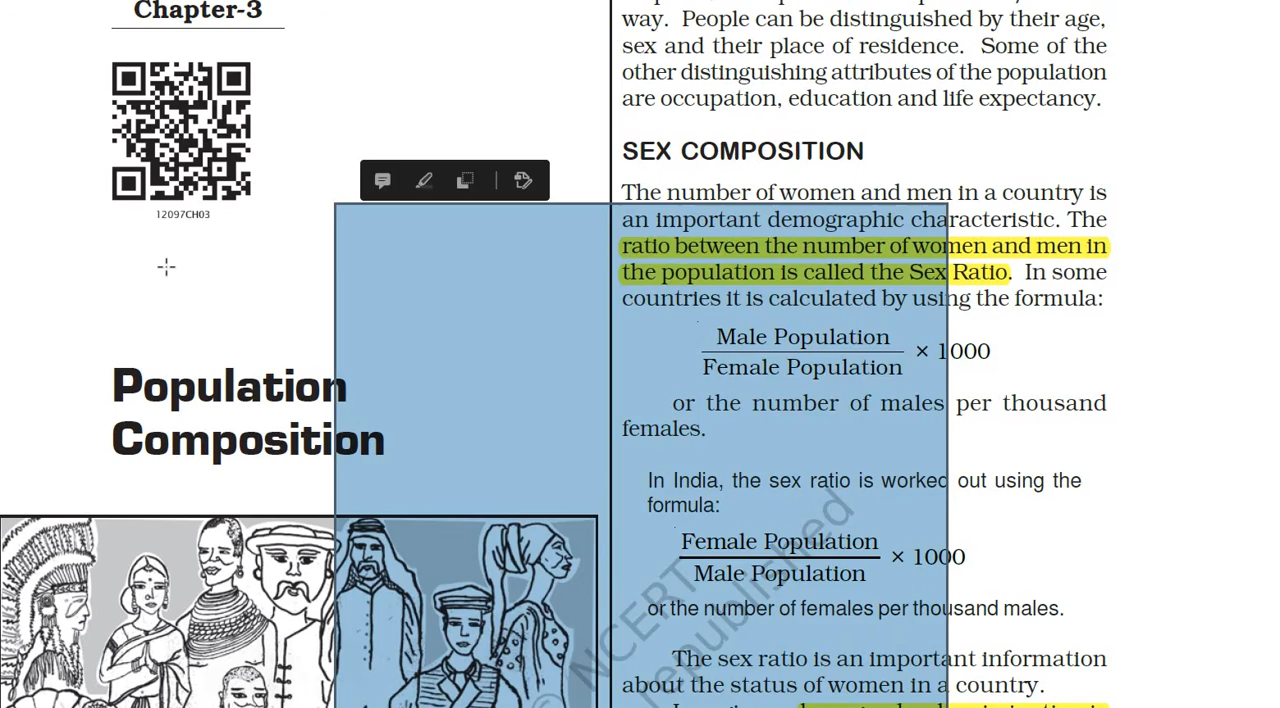 Chapter-3
12097CH03
Population
Composition
way. People can be distinguished by their age,
sex and their place of residence. Some of the
other distinguishing attributes of the population
are occupation, education and life expectancy.
SEX COMPOSITION
The number of women and men in a country is
an important demographic characteristic. The
ratio between the number of women and men in
the population is called the Sex Ratio. In some
countries it is calculated by using the formula:
Male Population
Female Population × 1000
or the number of males per thousand
females.
In India, the sex ratio is worked out using the
formula:
Female Population
Male Population × 1000
or the number of females per thousand males.
The sex ratio is an important information
about the status of women in a country.
© NCERT
republished